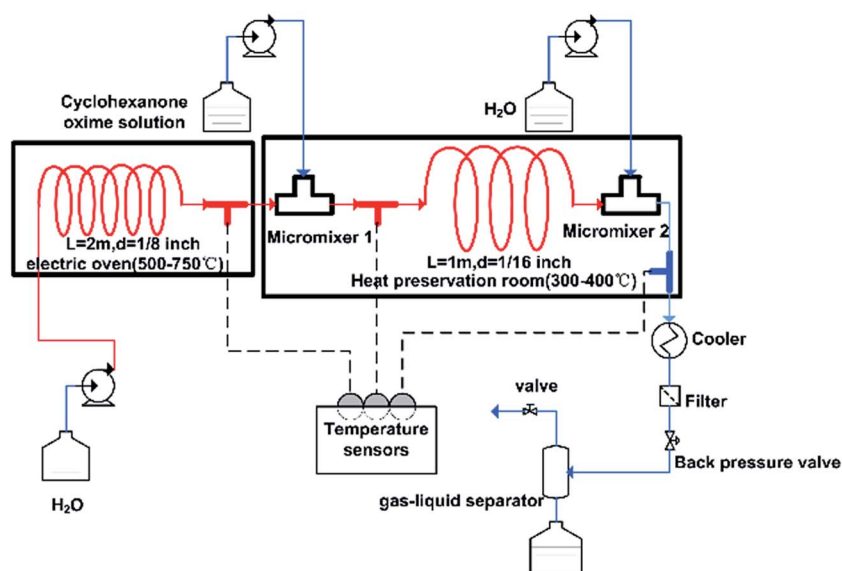 Cyclohexanone
oxime solution
H₂O
L=2m,d=1/8 inch
electric oven(500-750℃)
Micromixer 1
Micromixer 2
L=1m,d=1/16 inch
Heat preservation room(300-400℃)
Cooler
Filter
Back pressure valve
valve
Temperature
sensors
gas-liquid separator
H₂O